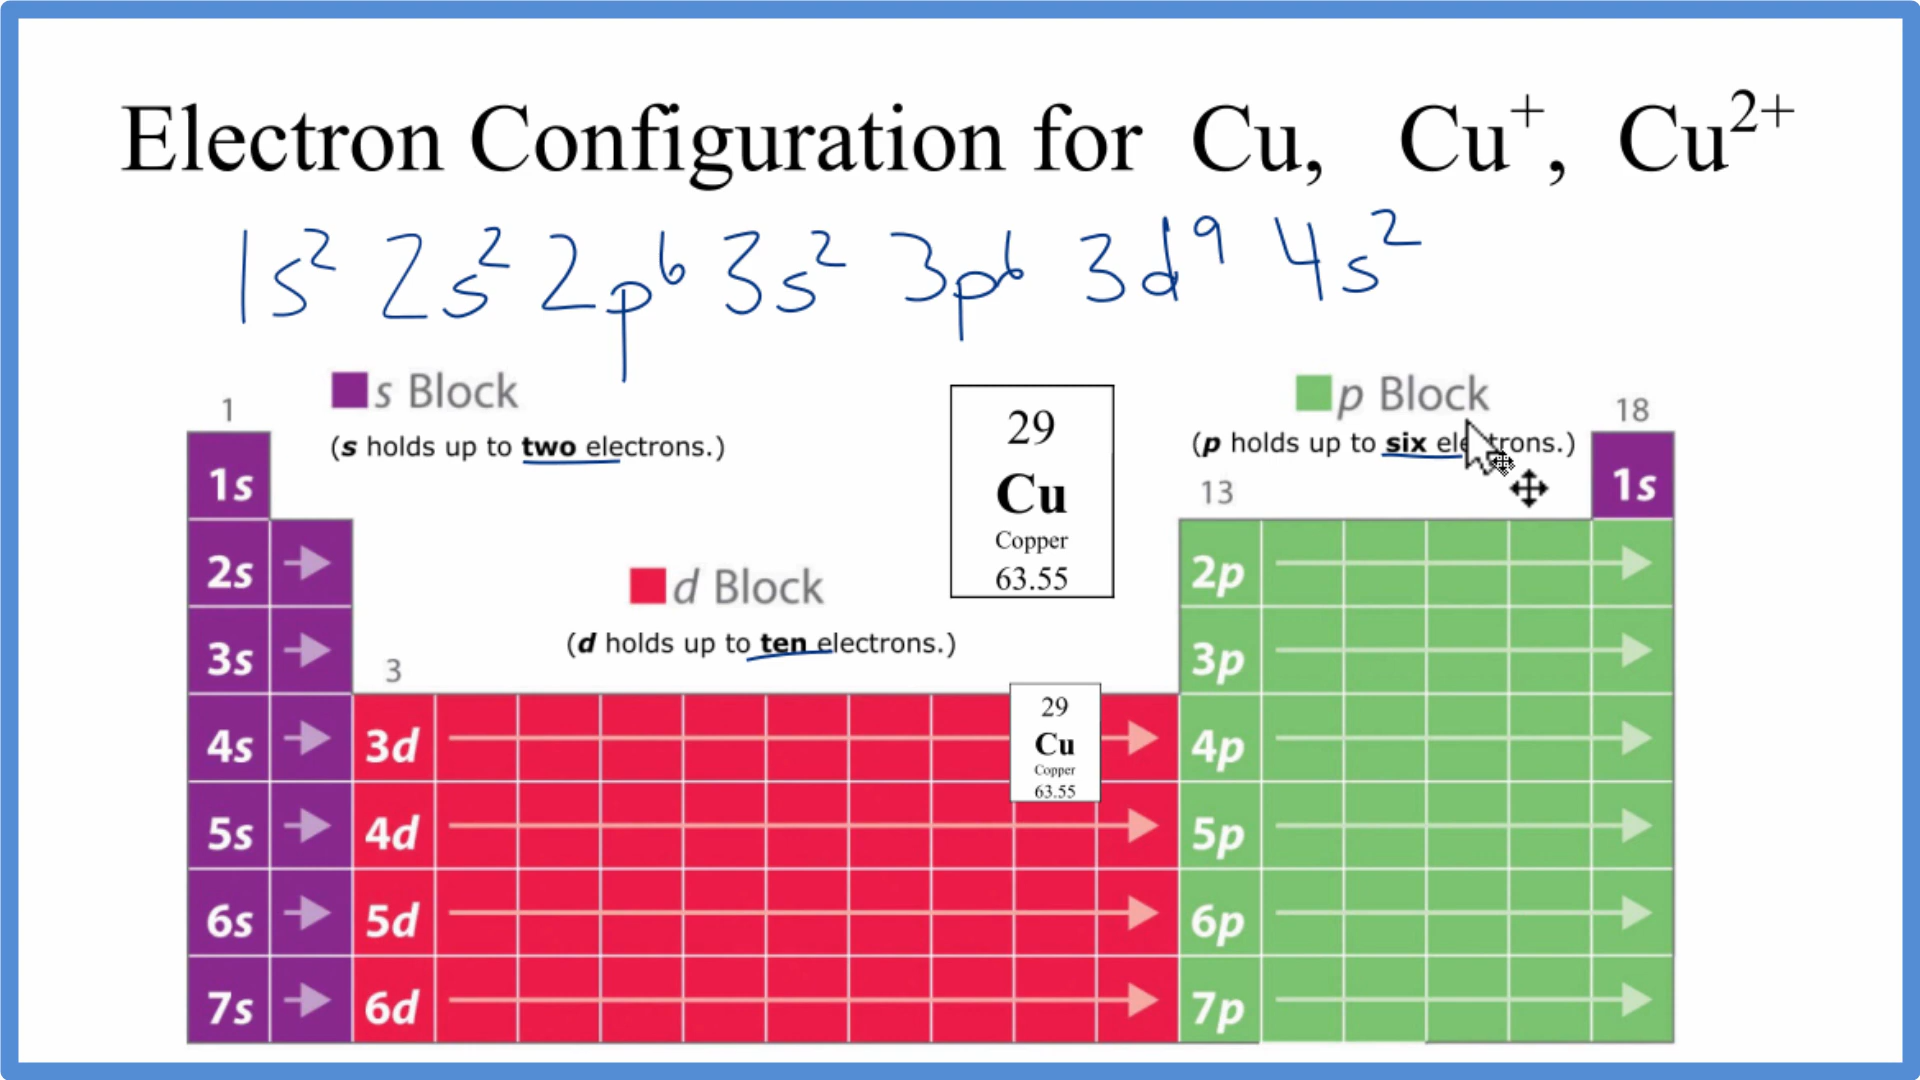 Electron Configuration for Cu, Cu⁺, Cu²⁺
1s² 2s² 2p⁶ 3s² 3p⁶ 3d⁹ 4s²
s Block
(s holds up to two electrons.)
29
Cu
Copper
63.55
p Block
(p holds up to six electrons.)
1
18
13
d Block
(d holds up to ten electrons.)
3
1s 1s
2s 2p
3s 3p
4s 3d 4p
29
Cu
Copper
63.55
5s 4d 5p
6s 5d 6p
7s 6d 7p